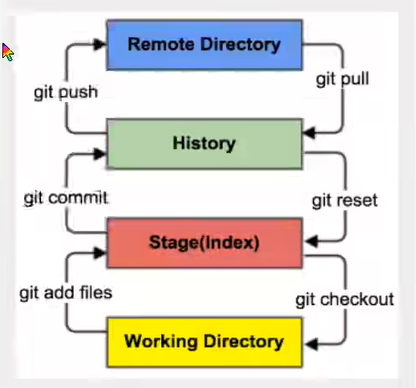 Remote Directory
git push
git pull
History
git commit
git reset
Stage(Index)
git add files
git checkout
Working Directory